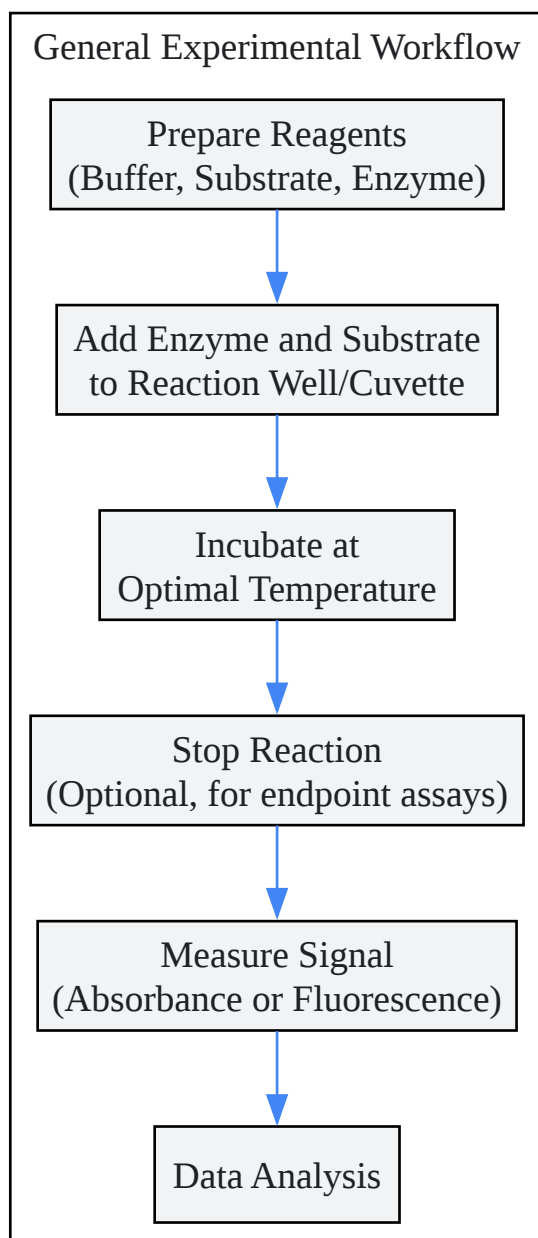 General Experimental Workflow
Prepare Reagents
(Buffer, Substrate, Enzyme)
Add Enzyme and Substrate
to Reaction Well/Cuvette
Incubate at
Optimal Temperature
Stop Reaction
(Optional, for endpoint assays)
Measure Signal
(Absorbance or Fluorescence)
Data Analysis